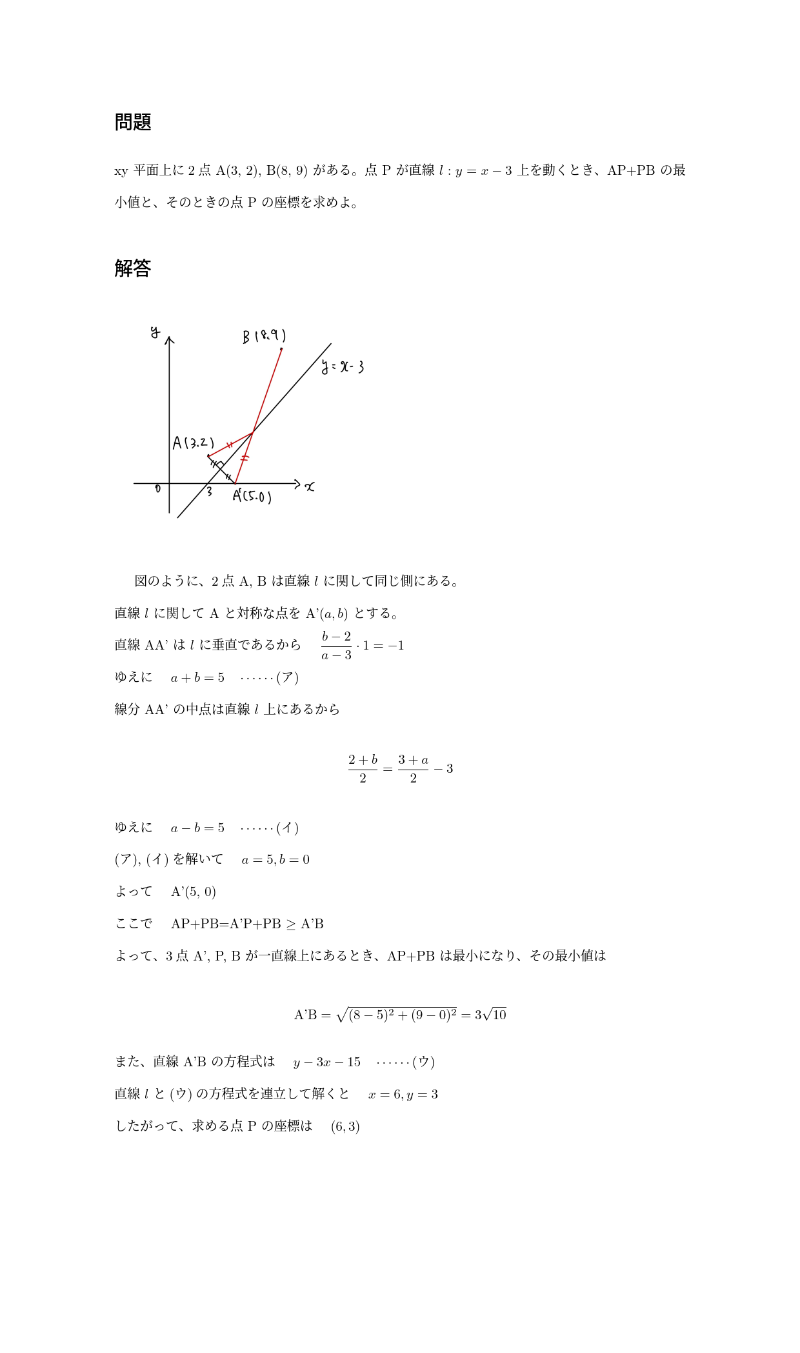 問題
xy 平面上に 2 点 A(3, 2), B(8, 9) がある。点 P が直線 l : y = x − 3 上を動くとき、AP+PB の最
小値と、そのときの点 P の座標を求めよ。
解答
y
B(8.9)
y=x-3
A(3.2)
0
3
A'(5.0)
x
図のように、2 点 A, B は直線 l に関して同じ側にある。
直線 l に関して A と対称な点を A'(a, b) とする。
直線 AA' は l に垂直であるから (b − 2)/(a − 3) · 1 = −1
ゆえに a + b = 5 ······(ア)
線分 AA' の中点は直線 l 上にあるから
(2 + b)/2 = (3 + a)/2 − 3
ゆえに a − b = 5 ······(イ)
(ア), (イ) を解いて a = 5, b = 0
よって A'(5, 0)
ここで AP+PB=A'P+PB ≥ A'B
よって、3 点 A', P, B が一直線上にあるとき、AP+PB は最小になり、その最小値は
A'B = √((8 − 5)² + (9 − 0)²) = 3√10
また、直線 A'B の方程式は y − 3x − 15 ······(ウ)
直線 l と (ウ) の方程式を連立して解くと x = 6, y = 3
したがって、求める点 P の座標は (6, 3)